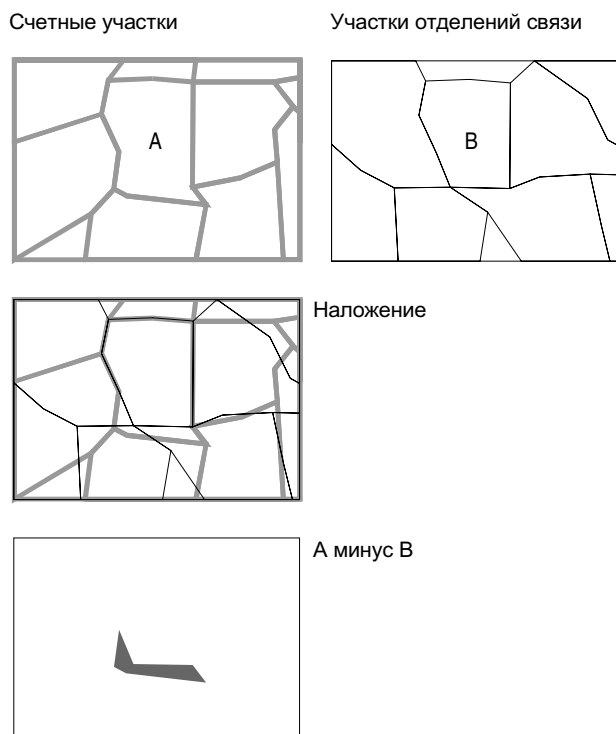 Счетные участки
Участки отделений связи
A
B
Наложение
А минус В